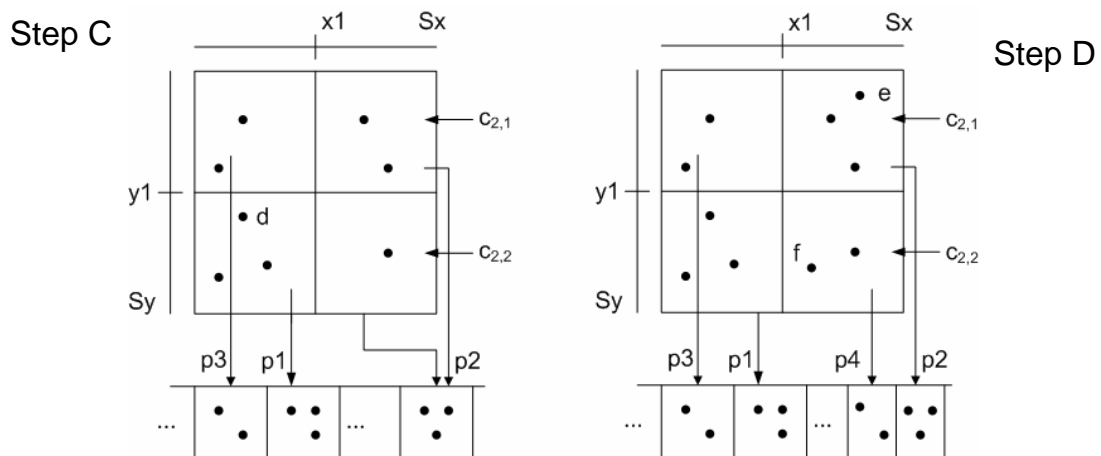 Step C
x1 Sx
c2,1
y1
d
c2,2
Sy
p3 p1 p2
... ...
x1 Sx
Step D
e
c2,1
y1
f
c2,2
Sy
p3 p1 p4 p2
... ...